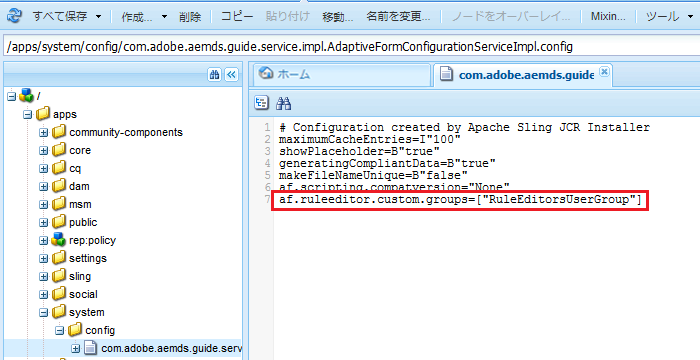 すべて保存 作成... 削除 コピー 貼り付け 移動... 名前を変更... ノードをオーバーレイ... Mixin... ツール
/apps/system/config/com.adobe.aemds.guide.service.impl.AdaptiveFormConfigurationServiceImpl.config
ホーム com.adobe.aemds.guide
/
apps
community-components
core
cq
dam
msm
public
rep:policy
settings
sling
social
system
config
com.adobe.aemds.guide.serv
1 # Configuration created by Apache Sling JCR Installer
2 maximumCacheEntries=I"100"
3 showPlaceholder=B"true"
4 generatingCompliantData=B"true"
5 makeFileNameUnique=B"false"
6 af.scripting.compatversion="None"
7 af.ruleeditor.custom.groups=["RuleEditorsUserGroup"]